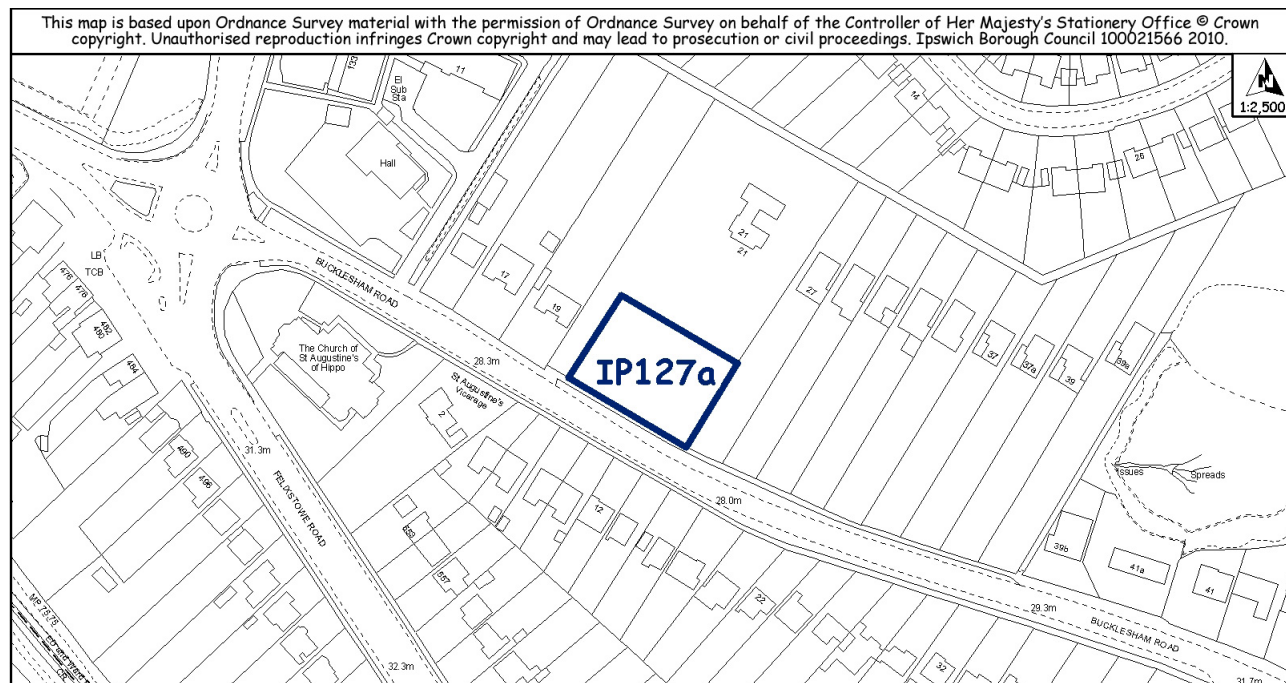 This map is based upon Ordnance Survey material with the permission of Ordnance Survey on behalf of the Controller of Her Majesty's Stationery Office © Crown
copyright. Unauthorised reproduction infringes Crown copyright and may lead to prosecution or civil proceedings. Ipswich Borough Council 100021566 2010.
N
1:2,500
133
11
El
Sub
Sta
Hall
14
26
LB
TCB
BUCKLESHAM ROAD
17
19
21
21
27
37
37a
39
39a
476
478
482
480
484
490
496
The Church of
St Augustine's
of Hippo
28.3m
St Augustine's
Vicarage
2
IP127a
31.3m
FELIXSTOWE ROAD
553
557
12
22
28.0m
Issues
Spreads
39b
41a
41
29.3m
BUCKLESHAM ROAD
32
31.7m
32.3m
MP 75.75